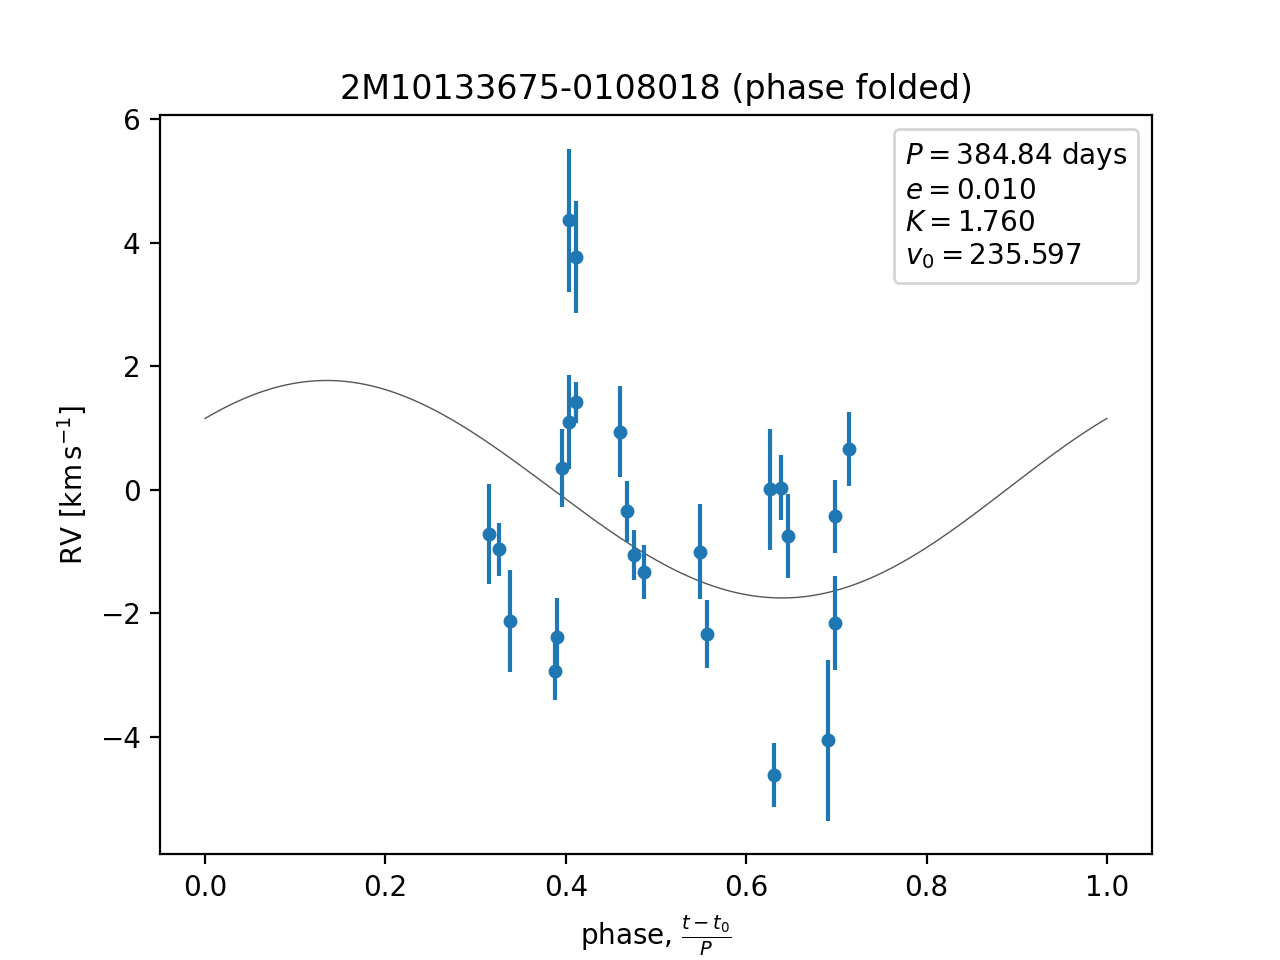 2M10133675-0108018 (phase folded)
P = 384.84 days
e = 0.010
K = 1.760
v₀ = 235.597
RV [km s⁻¹]
6
4
2
0
−2
−4
0.0 0.2 0.4 0.6 0.8 1.0
phase, (t − t₀)/P